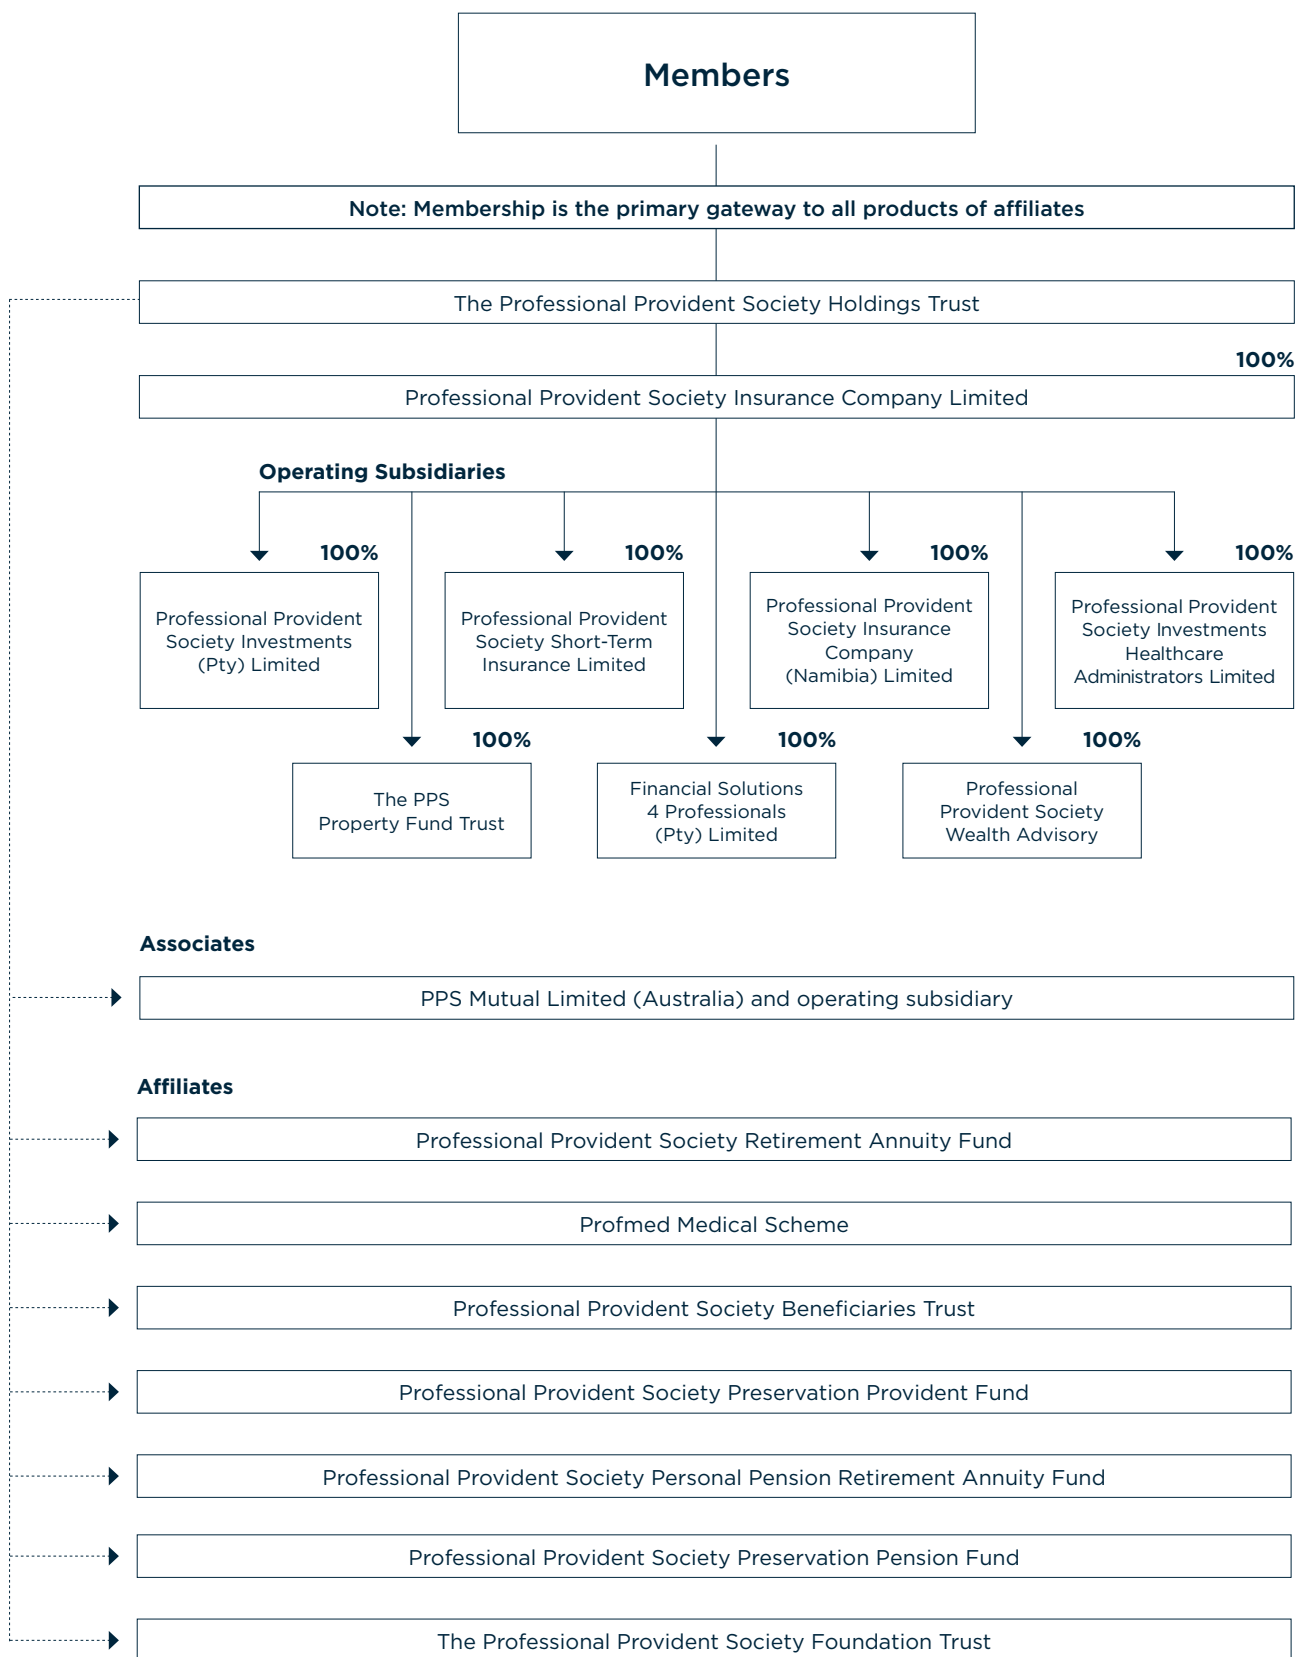 Members
Note: Membership is the primary gateway to all products of affiliates
The Professional Provident Society Holdings Trust
100%
Professional Provident Society Insurance Company Limited
Operating Subsidiaries
100%
Professional Provident
Society Investments
(Pty) Limited
100%
Professional Provident
Society Short-Term
Insurance Limited
100%
Professional Provident
Society Insurance
Company
(Namibia) Limited
100%
Professional Provident
Society Investments
Healthcare
Administrators Limited
100%
The PPS
Property Fund Trust
100%
Financial Solutions
4 Professionals
(Pty) Limited
100%
Professional
Provident Society
Wealth Advisory
Associates
PPS Mutual Limited (Australia) and operating subsidiary
Affiliates
Professional Provident Society Retirement Annuity Fund
Profmed Medical Scheme
Professional Provident Society Beneficiaries Trust
Professional Provident Society Preservation Provident Fund
Professional Provident Society Personal Pension Retirement Annuity Fund
Professional Provident Society Preservation Pension Fund
The Professional Provident Society Foundation Trust